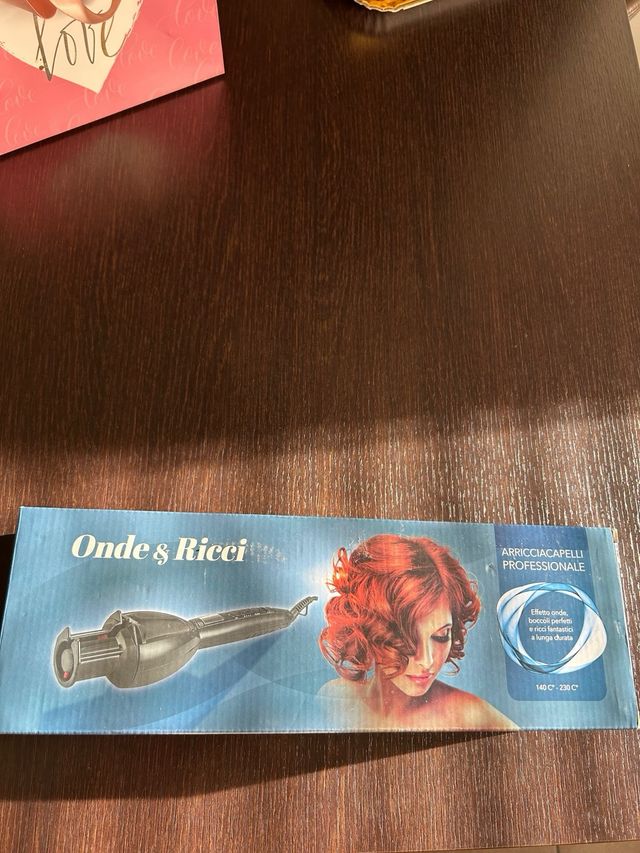 love
Onde & Ricci
ARRICCIACAPELLI
PROFESSIONALE
Effetto onde,
boccoli perfetti
e ricci fantastici
a lunga durata
140 C° - 230 C°